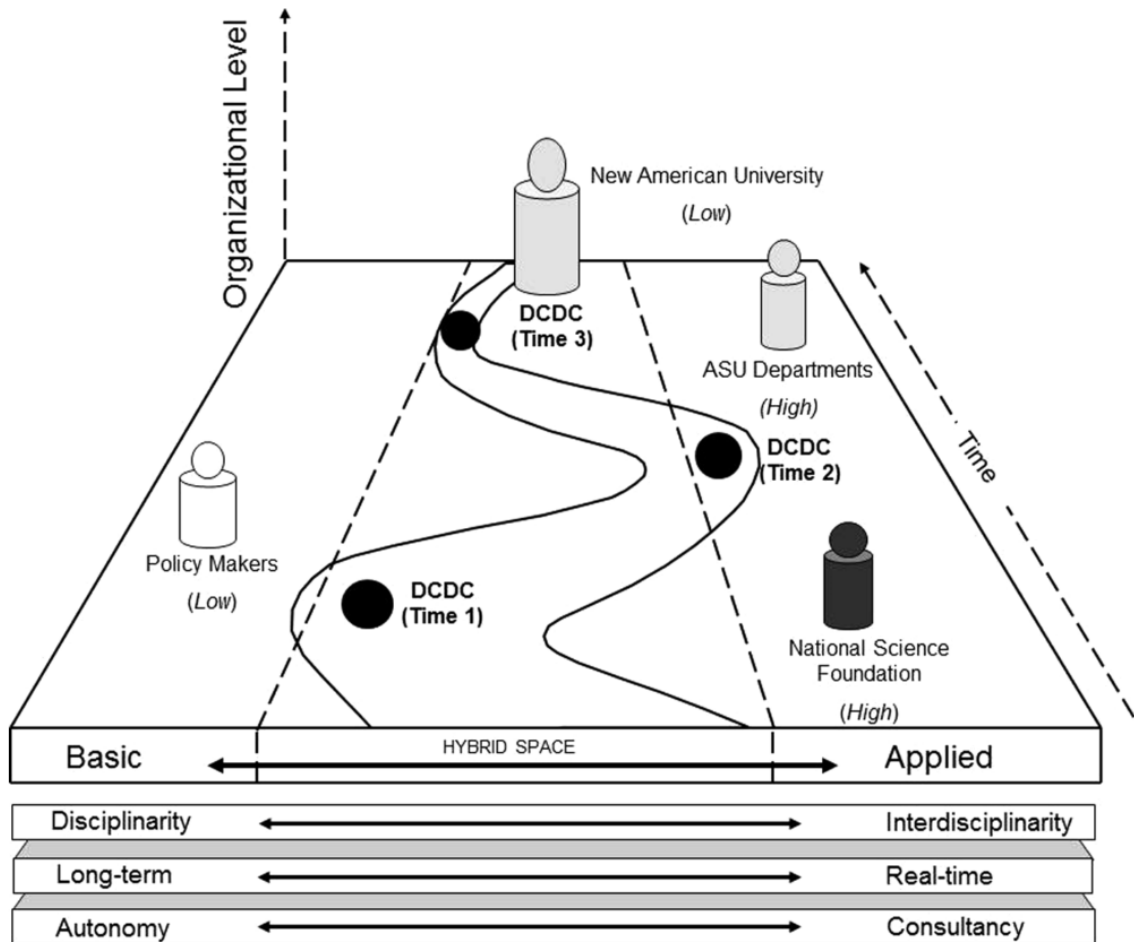 Organizational Level
New American University
(Low)
DCDC
(Time 3)
ASU Departments
(High)
Time
DCDC
(Time 2)
Policy Makers
(Low)
DCDC
(Time 1)
National Science
Foundation
(High)
Basic
HYBRID SPACE
Applied
Disciplinarity
Interdisciplinarity
Long-term
Real-time
Autonomy
Consultancy